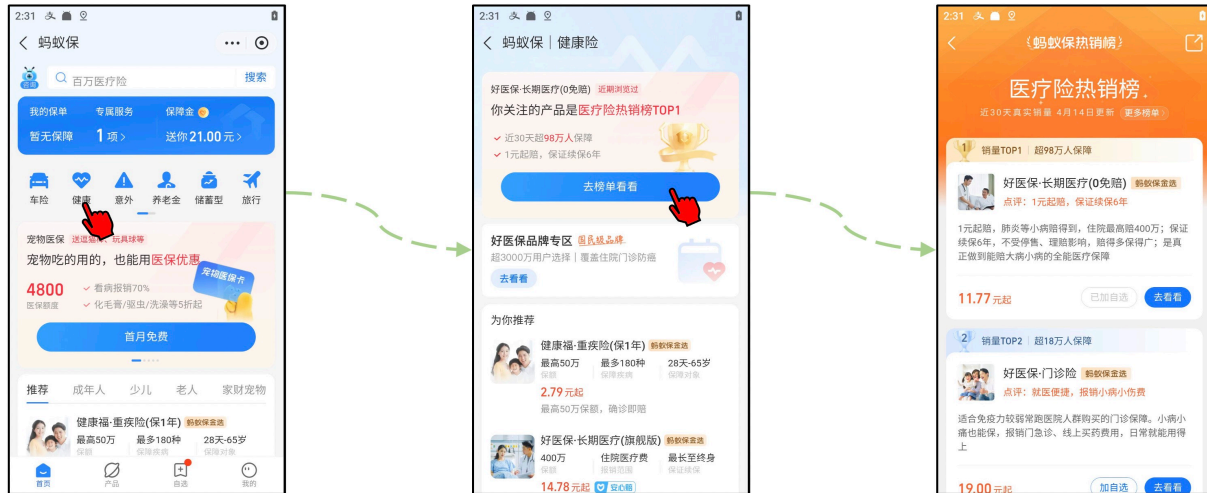 2:31
蚂蚁保
百万医疗险
搜索
我的保单
专属服务
保障金
暂无保障
1 项 >
送你21.00 元 >
车险
健康
意外
养老金
储蓄型
旅行
宠物医保
宠物吃的用的，也能用医保优惠
4800
医保额度
看病报销70%
化毛膏/驱虫/洗澡等5折起
宠物医保卡
首月免费
推荐
成年人
少儿
老人
家财宠物
健康福·重疾险(保1年) 蚂蚁保金选
最高50万
最多180种
28天-65岁
保额
保障疾病
保障对象
首页
产品
自选
我的
2:31
蚂蚁保｜健康险
好医保·长期医疗(0免赔) 近期浏览过
你关注的产品是医疗险热销榜TOP1
近30天超98万人保障
1元起赔，保证续保6年
去榜单看看
好医保品牌专区 国民级品牌
超3000万用户选择｜覆盖住院门诊防癌
去看看
为你推荐
健康福·重疾险(保1年) 蚂蚁保金选
最高50万
最多180种
28天-65岁
保额
保障疾病
保障对象
2.79 元起
最高50万保额，确诊即赔
好医保·长期医疗(旗舰版) 蚂蚁保金选
400万
住院医疗费
最长至终身
保额
报销范围
保证续保
14.78 元起 安心赔
2:31
蚂蚁保热销榜
医疗险热销榜
近30天真实销量 4月14日更新 更多榜单>
1 销量TOP1｜超98万人保障
好医保·长期医疗(0免赔) 蚂蚁保金选
点评：1元起赔，保证续保6年
1元起赔，肺炎等小病赔得到，住院最高赔400万；保证
续保6年，不受停售、理赔影响，赔得多保得广；是真
正做到能赔大病小病的全能医疗保障
11.77 元起
已加自选
去看看
2 销量TOP2｜超18万人保障
好医保·门诊险 蚂蚁保金选
点评：就医便捷，报销小病小伤费
适合免疫力较弱常跑医院人群购买的门诊保障。小病小
痛也能保，报销门急诊、线上买药费用，日常就能用得
上
19.00 元起
加自选
去看看